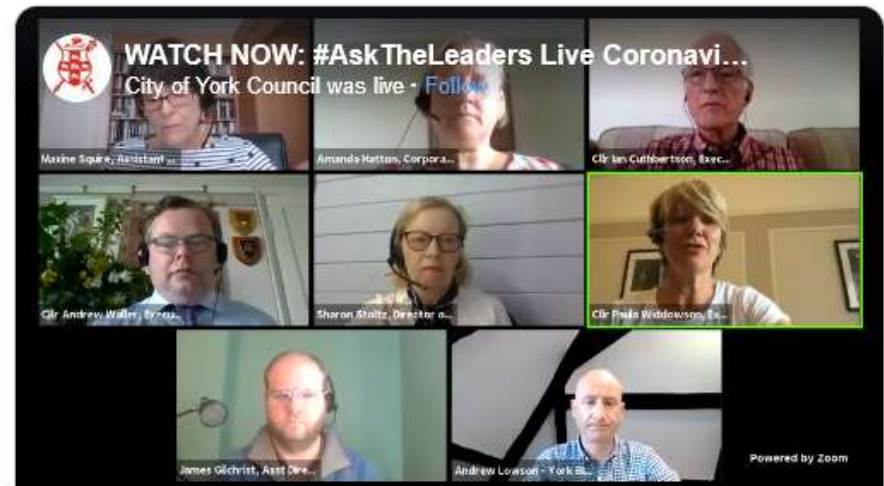 WATCH NOW: #AskTheLeaders Live Coronavi...
City of York Council was live · Follow
Maxine Squire, Assistant ...
Amanda Hatton, Corpora...
Cllr Ian Cuthbertson, Exec...
Cllr Andrew Waller, Execu...
Sharon Stoltz, Director o...
Cllr Paula Widdowson, Ex...
James Gilchrist, Asst Dire...
Andrew Lowson - York BI...
Powered by Zoom